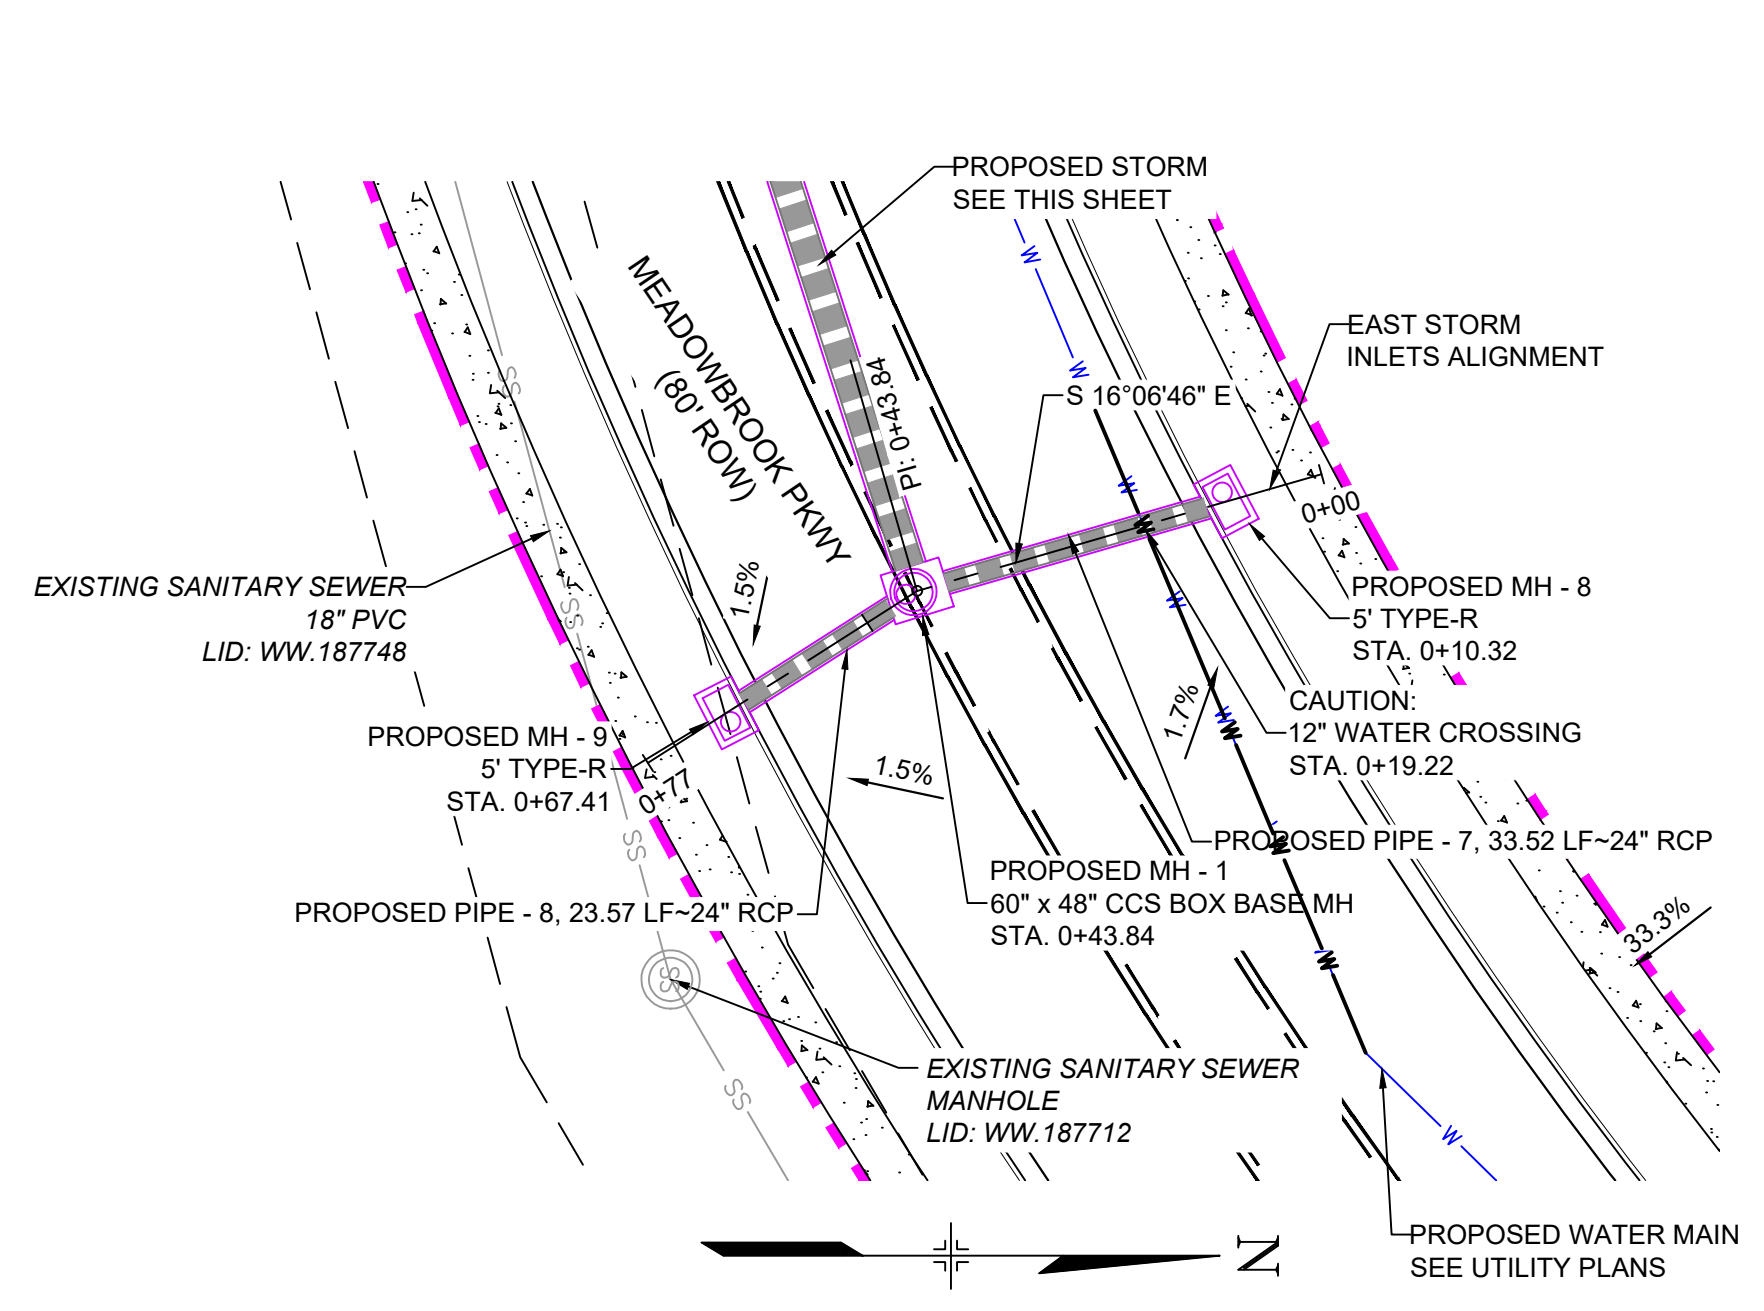 PROPOSED STORM
SEE THIS SHEET
MEADOWBROOK PKWY
(80' ROW)
PI: 0+43.84
EAST STORM
INLETS ALIGNMENT
S 16°06'46" E
0+00
EXISTING SANITARY SEWER
18" PVC
LID: WW.187748
1.5%
PROPOSED MH - 8
5' TYPE-R
STA. 0+10.32
CAUTION:
12" WATER CROSSING
STA. 0+19.22
1.7%
PROPOSED MH - 9
5' TYPE-R
STA. 0+67.41
0+77
1.5%
PROPOSED PIPE - 7, 33.52 LF~24" RCP
PROPOSED MH - 1
60" x 48" CCS BOX BASE MH
STA. 0+43.84
PROPOSED PIPE - 8, 23.57 LF~24" RCP
33.3%
EXISTING SANITARY SEWER
MANHOLE
LID: WW.187712
PROPOSED WATER MAIN
SEE UTILITY PLANS
SS
SS
SS
SS
SS
W
W
W
W
W
W
W
W
W
W
W
N